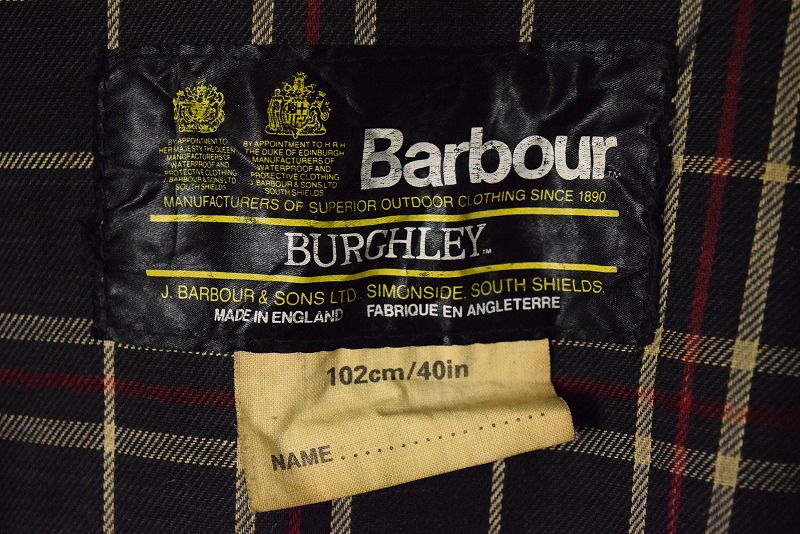 BY APPOINTMENT TO
HER MAJESTY THE QUEEN
MANUFACTURERS OF
WATERPROOF AND
PROTECTIVE CLOTHING
J. BARBOUR & SONS LTD
SOUTH SHIELDS
BY APPOINTMENT TO H R H
THE DUKE OF EDINBURGH
MANUFACTURERS OF
WATERPROOF AND
PROTECTIVE CLOTHING
J. BARBOUR & SONS LTD
SOUTH SHIELDS
Barbour™
MANUFACTURERS OF SUPERIOR OUTDOOR CLOTHING SINCE 1890.
BURGHLEY™
J. BARBOUR & SONS LTD. SIMONSIDE, SOUTH SHIELDS.
MADE IN ENGLAND FABRIQUE EN ANGLETERRE
102cm/40in
NAME..................